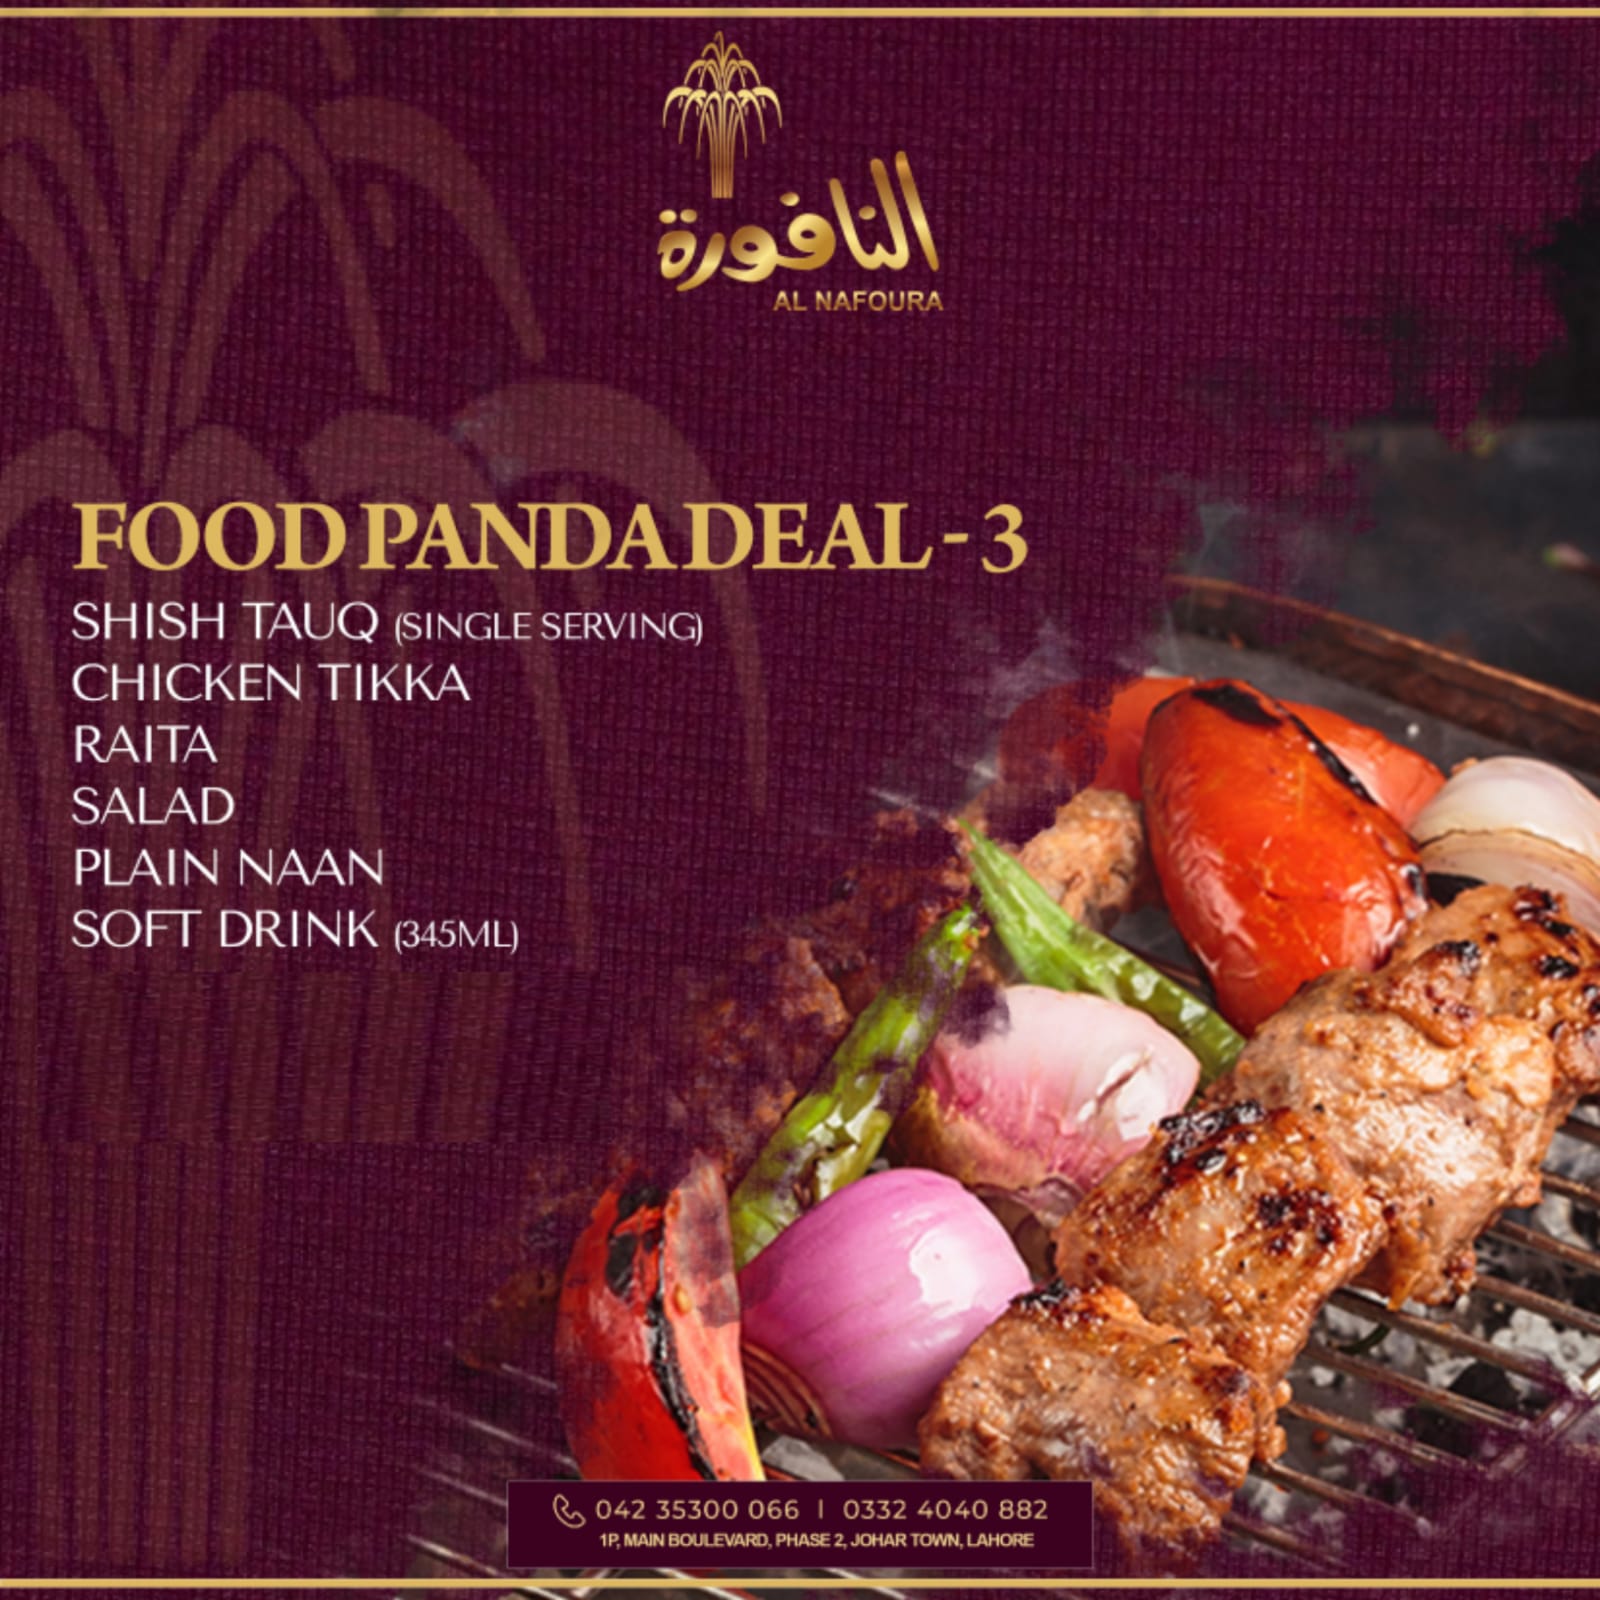 النافورة
AL NAFOURA
FOOD PANDA DEAL - 3
SHISH TAUQ (SINGLE SERVING)
CHICKEN TIKKA
RAITA
SALAD
PLAIN NAAN
SOFT DRINK (345ML)
042 35300 066 | 0332 4040 882
1P, MAIN BOULEVARD, PHASE 2, JOHAR TOWN, LAHORE